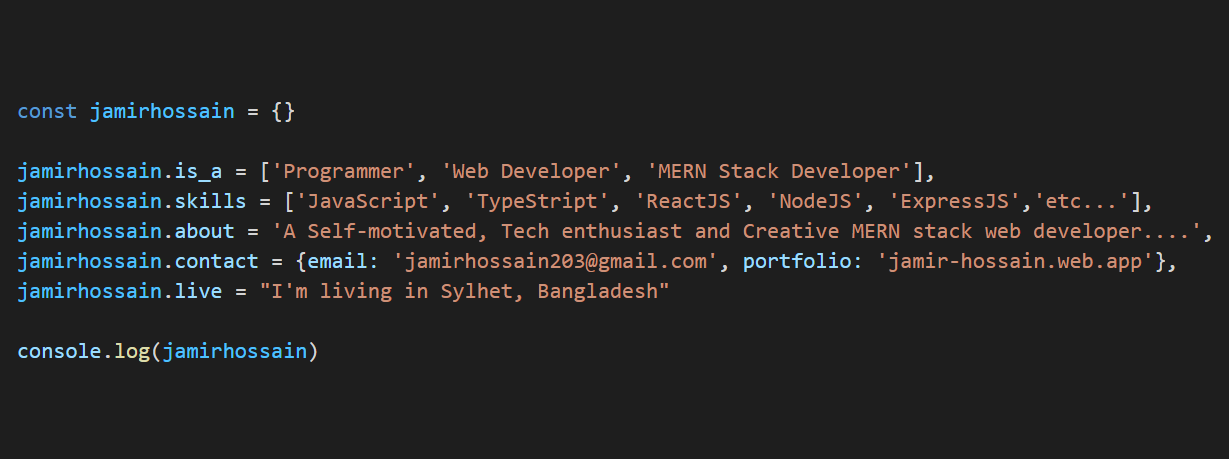 const jamirhossain = {}
jamirhossain.is_a = ['Programmer', 'Web Developer', 'MERN Stack Developer'],
jamirhossain.skills = ['JavaScript', 'TypeStript', 'ReactJS', 'NodeJS', 'ExpressJS','etc...'],
jamirhossain.about = 'A Self-motivated, Tech enthusiast and Creative MERN stack web developer....',
jamirhossain.contact = {email: 'jamirhossain203@gmail.com', portfolio: 'jamir-hossain.web.app'},
jamirhossain.live = "I'm living in Sylhet, Bangladesh"
console.log(jamirhossain)